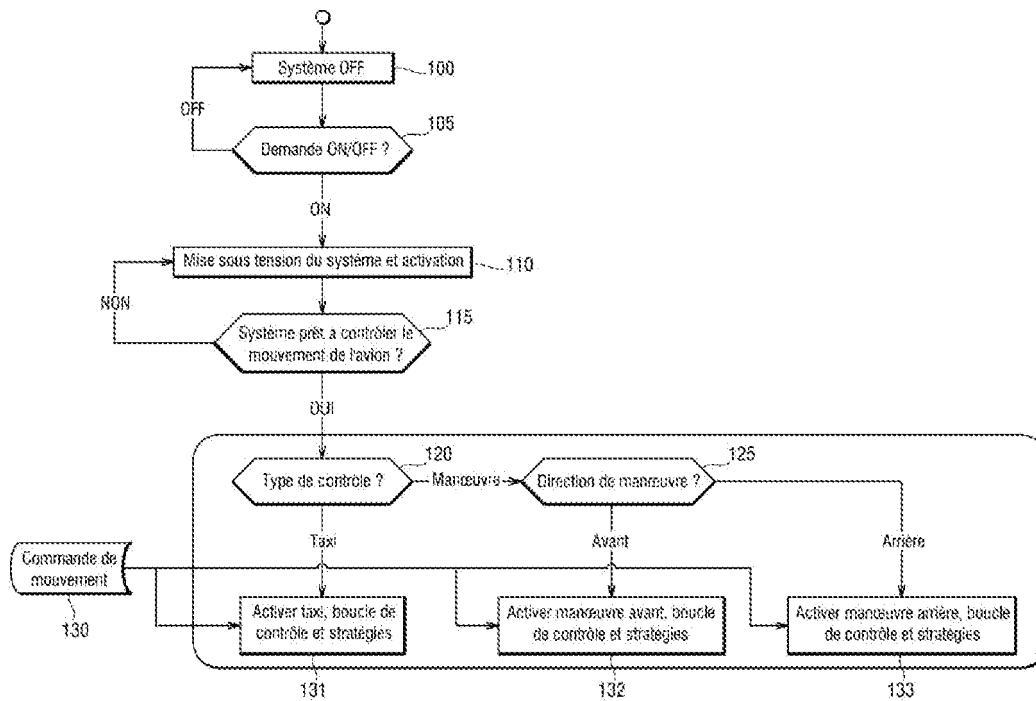 Système OFF
100
OFF
105
Demande ON/OFF ?
ON
Mise sous tension du système et activation
110
NON
115
Système prêt a contrôler le
mouvement de l'avion ?
OUI
120
125
Type de contrôle ?
Manœuvre
Direction de manœuvre ?
Taxi
Avant
Arrière
Commande de
mouvement
130
Activer taxi, boucle de
contrôle et stratégies
Activer manœuvre avant, boucle
de contrôle et stratégies
Activer manœuvre arrière, boucle
de contrôle et stratégies
131
132
133